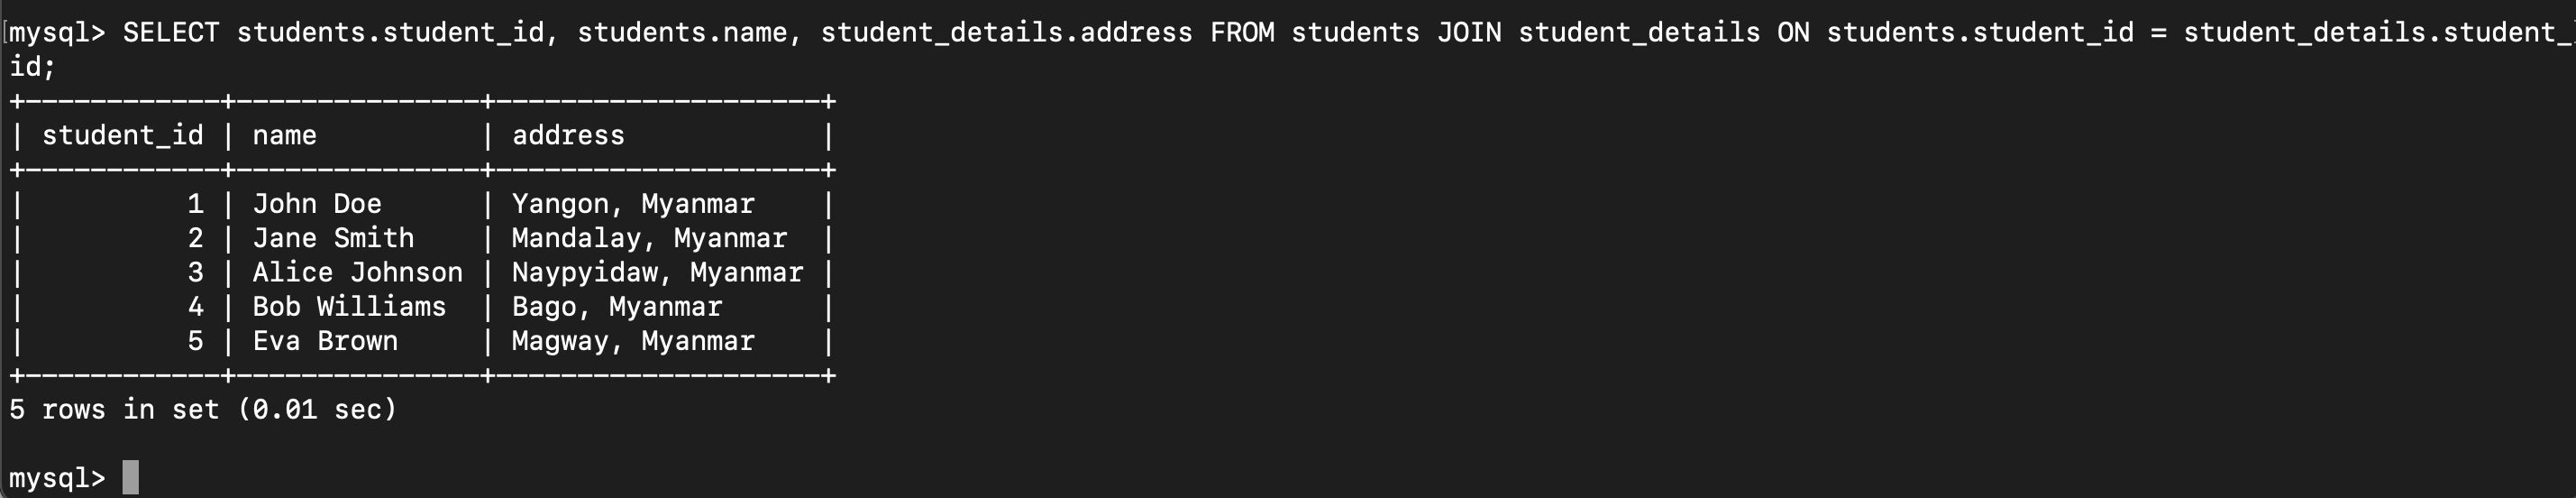 mysql> SELECT students.student_id, students.name, student_details.address FROM students JOIN student_details ON students.student_id = student_details.student_
id;
+------------+---------------+--------------------+
| student_id | name          | address            |
+------------+---------------+--------------------+
|          1 | John Doe      | Yangon, Myanmar    |
|          2 | Jane Smith    | Mandalay, Myanmar  |
|          3 | Alice Johnson | Naypyidaw, Myanmar |
|          4 | Bob Williams  | Bago, Myanmar      |
|          5 | Eva Brown     | Magway, Myanmar    |
+------------+---------------+--------------------+
5 rows in set (0.01 sec)
mysql>